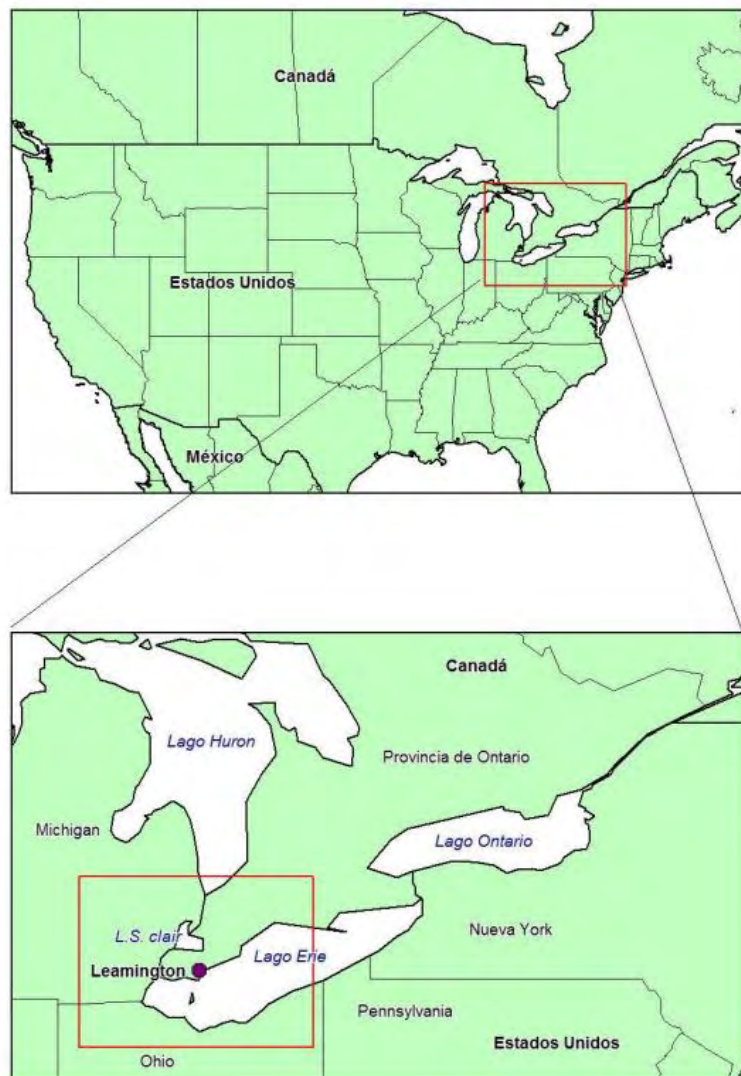 Canadá
Estados Unidos
México
Canadá
Lago Huron
Provincia de Ontario
Michigan
Lago Ontario
L.S. clair
Nueva York
Lago Erie
Leamington
Pennsylvania
Estados Unidos
Ohio